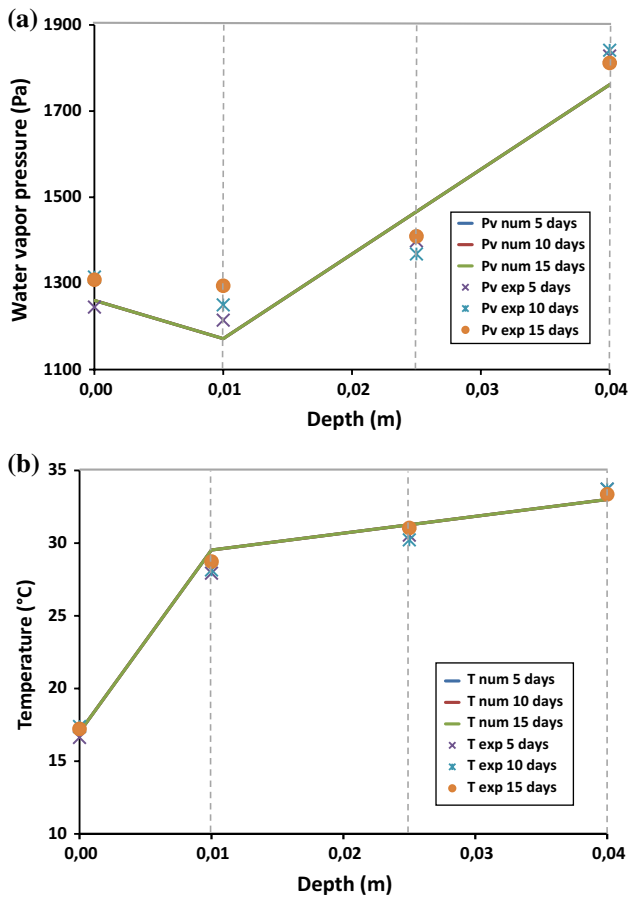 (a)
1900
1700
1500
1300
1100
Water vapor pressure (Pa)
Pv num 5 days
Pv num 10 days
Pv num 15 days
Pv exp 5 days
Pv exp 10 days
Pv exp 15 days
0,00 0,01 0,02 0,03 0,04
Depth (m)
(b)
35
30
25
20
15
10
Temperature (°C)
T num 5 days
T num 10 days
T num 15 days
T exp 5 days
T exp 10 days
T exp 15 days
0,00 0,01 0,02 0,03 0,04
Depth (m)